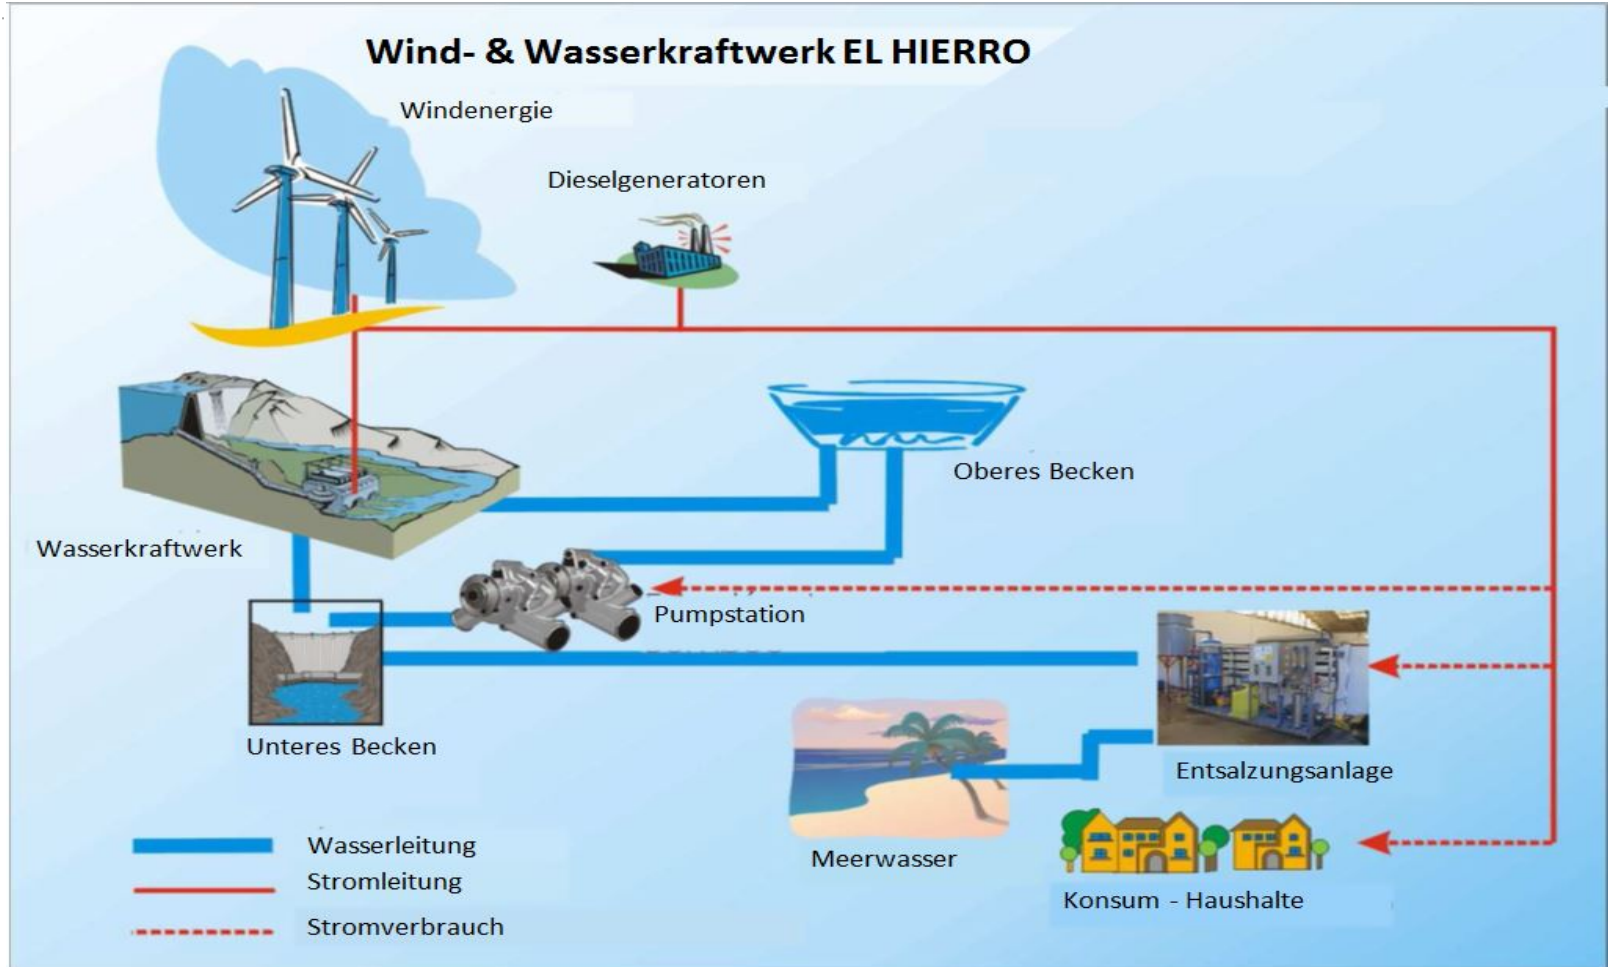 Wind- & Wasserkraftwerk EL HIERRO
Windenergie
Dieselgeneratoren
Oberes Becken
Wasserkraftwerk
Pumpstation
Unteres Becken
Entsalzungsanlage
Meerwasser
Konsum - Haushalte
Wasserleitung
Stromleitung
Stromverbrauch